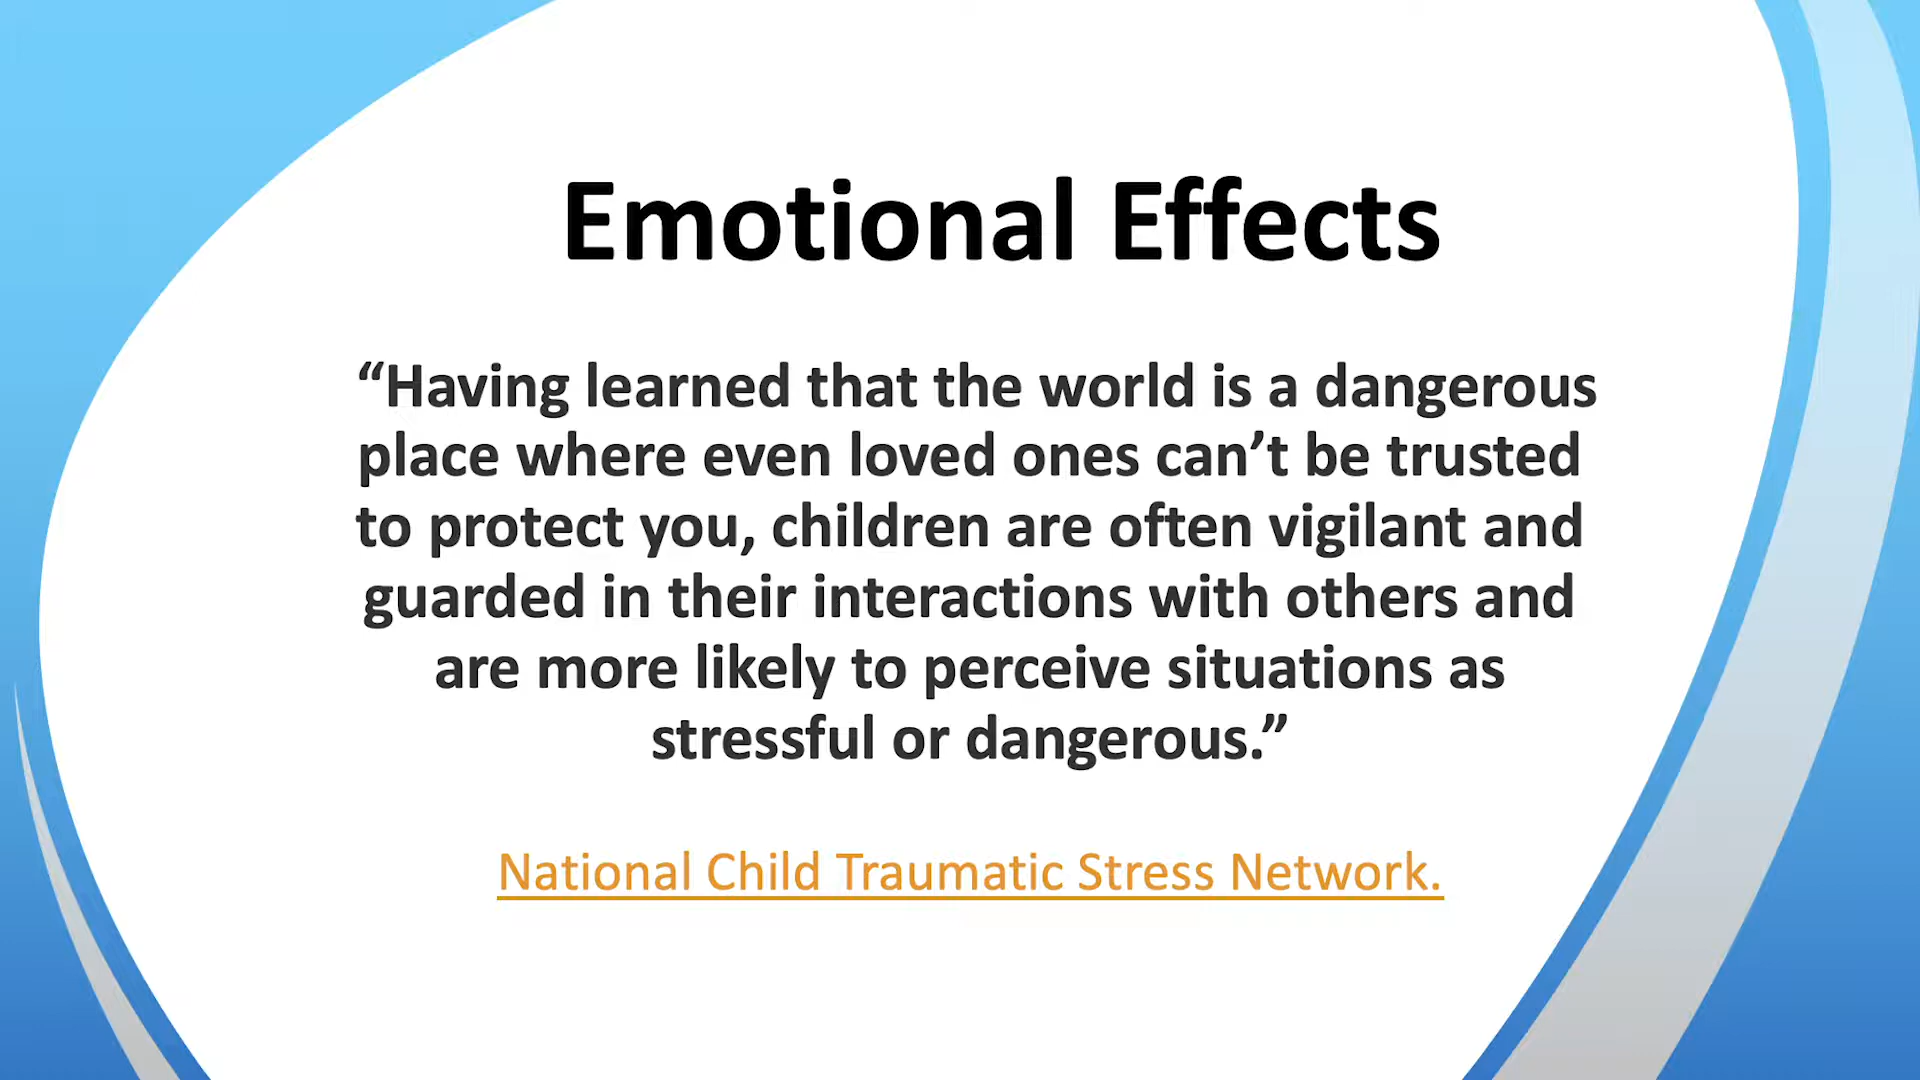 Emotional Effects
“Having learned that the world is a dangerous
place where even loved ones can’t be trusted
to protect you, children are often vigilant and
guarded in their interactions with others and
are more likely to perceive situations as
stressful or dangerous.”
National Child Traumatic Stress Network.